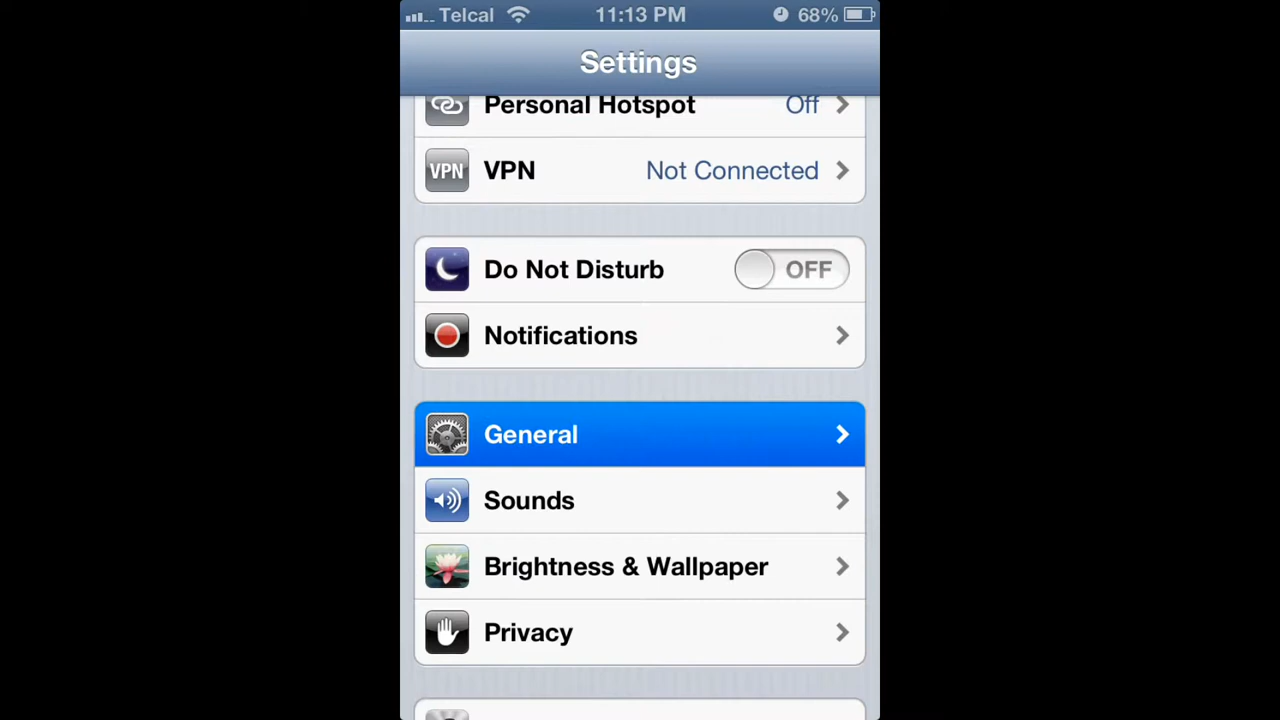 Telcal 11:13 PM 68%
Settings
Personal Hotspot Off
VPN VPN Not Connected
Do Not Disturb OFF
Notifications
General
Sounds
Brightness & Wallpaper
Privacy